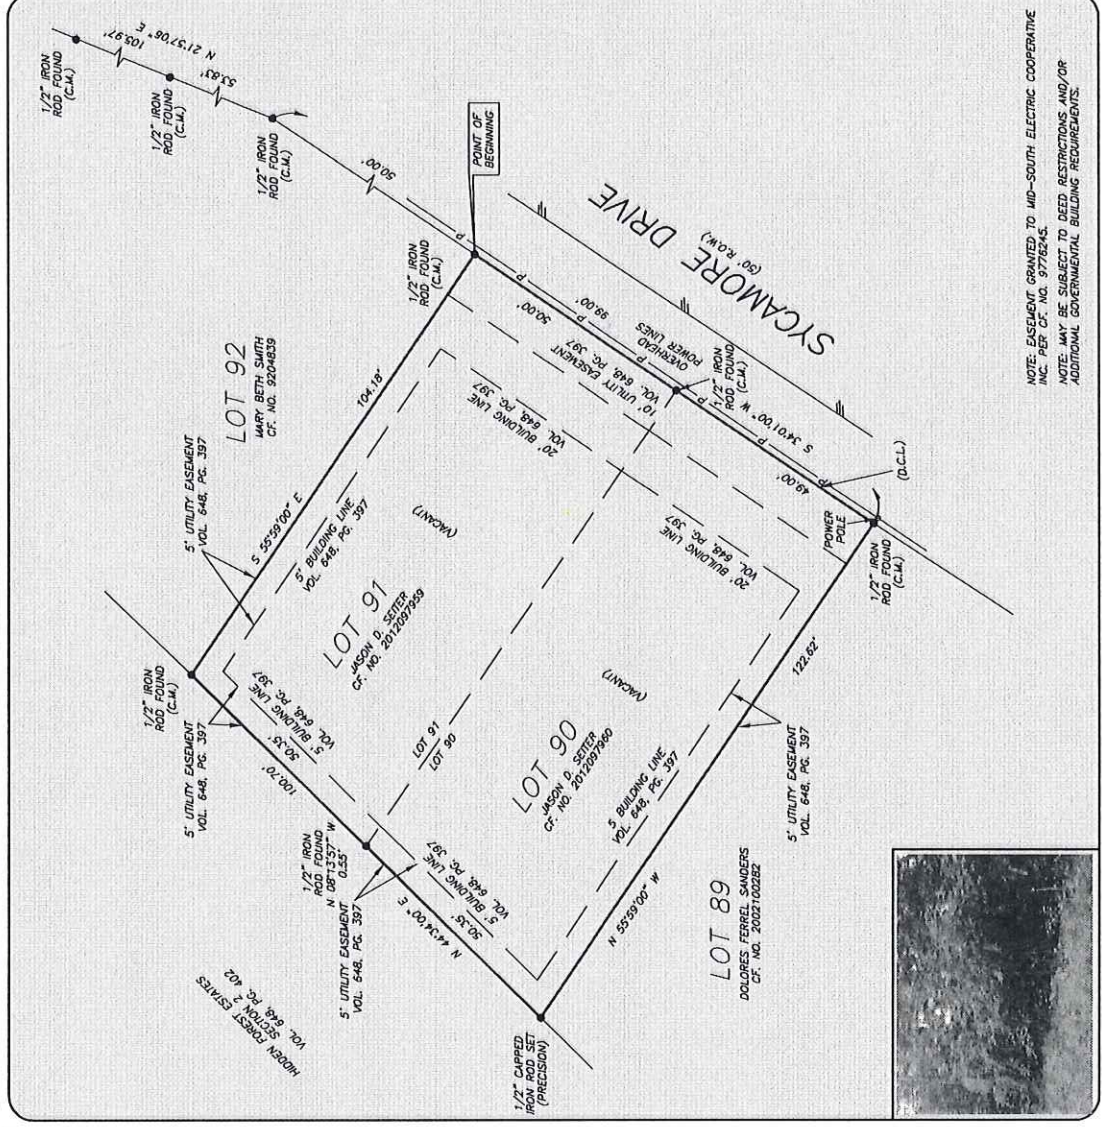 1/2" IRON
ROD FOUND
(C.M.)
105.97'
N 21°57'06" E
1/2" IRON
ROD FOUND
(C.M.)
53.83'
1/2" IRON
ROD FOUND
(C.M.)
50.00'
POINT OF
BEGINNING
1/2" IRON
ROD FOUND
(C.M.)
LOT 92
MARY BETH SMITH
CF. NO. 9204839
5' UTILITY EASEMENT
VOL. 648, PG. 397
104.18'
S 55°59'00" E
5' BUILDING LINE
VOL. 648, PG. 397
SYCAMORE DRIVE
(50' R.O.W.)
P
P
99.00'
50.00'
P
OVERHEAD
POWER LINES
P
10' UTILITY EASEMENT
VOL. 648, PG. 397
20' BUILDING LINE
VOL. 648, PG. 397
1/2" IRON
ROD FOUND
(C.M.)
P
S 34°01'00" W
P
49.00'
P
(D.C.L.)
POWER
POLE
1/2" IRON
ROD FOUND
(C.M.)
(VACANT)
LOT 91
JASON D. SEITER
CF. NO. 2012097959
1/2" IRON
ROD FOUND
(C.M.)
5' UTILITY EASEMENT
VOL. 648, PG. 397
5' BUILDING LINE
VOL. 648, PG. 397
50.35'
100.70'
LOT 91
LOT 90
20' BUILDING LINE
VOL. 648, PG. 397
(VACANT)
LOT 90
JASON D. SEITER
CF. NO. 2012097960
1/2" IRON
ROD FOUND
N 08°13'57" W
0.55'
5' UTILITY EASEMENT
VOL. 648, PG. 397
5' BUILDING LINE
VOL. 648, PG. 397
50.35'
N 44°34'00" E
5 BUILDING LINE
VOL. 648, PG. 397
122.62'
N 55°59'00" W
5' UTILITY EASEMENT
VOL. 648, PG. 397
LOT 89
DOLORES FERREL SANDERS
CF. NO. 2002100282
HIDDEN FOREST ESTATES
SECTION 2
VOL. 648, PG. 402
1/2" CAPPED
IRON ROD SET
(PRECISION)
NOTE: EASEMENT GRANTED TO MID-SOUTH ELECTRIC COOPERATIVE
INC. PER CF. NO. 9776245.
NOTE: MAY BE SUBJECT TO DEED RESTRICTIONS AND/OR
ADDITIONAL GOVERNMENTAL BUILDING REQUIREMENTS.